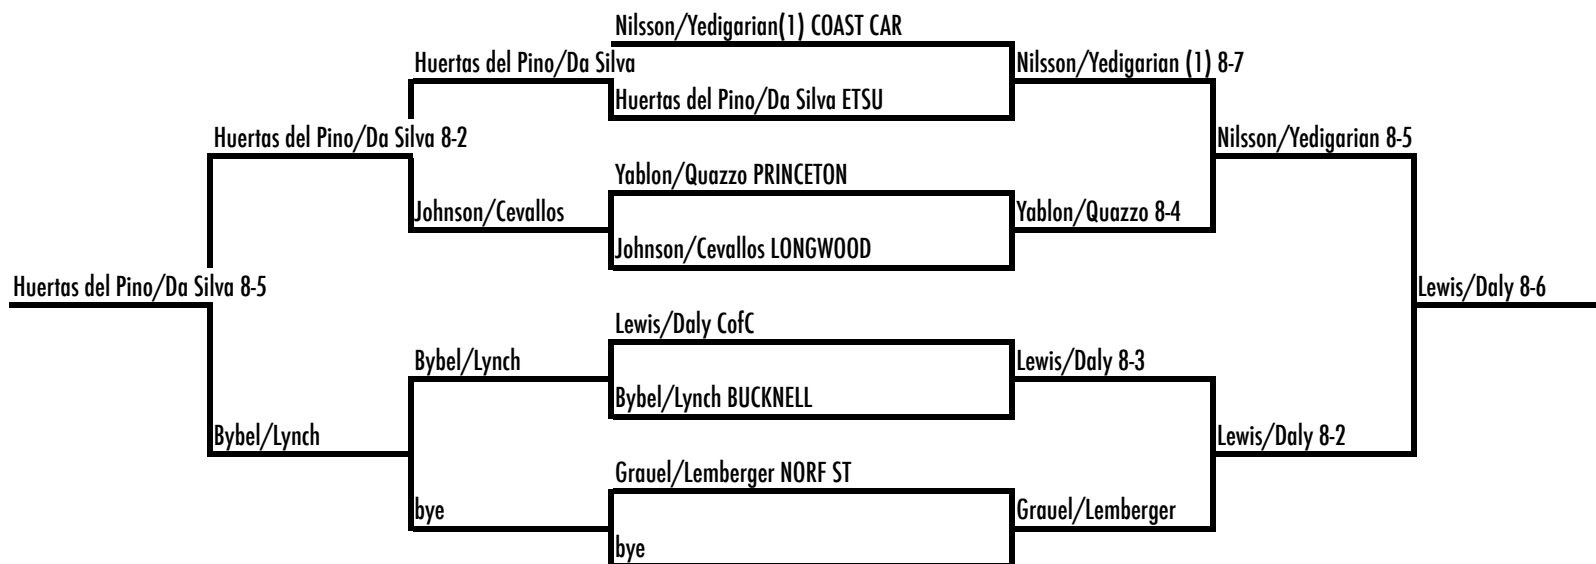 Nilsson/Yedigarian(1) COAST CAR
Huertas del Pino/Da Silva
Nilsson/Yedigarian (1) 8-7
Huertas del Pino/Da Silva ETSU
Huertas del Pino/Da Silva 8-2
Nilsson/Yedigarian 8-5
Yablon/Quazzo PRINCETON
Johnson/Cevallos
Yablon/Quazzo 8-4
Johnson/Cevallos LONGWOOD
Huertas del Pino/Da Silva 8-5
Lewis/Daly 8-6
Lewis/Daly CofC
Bybel/Lynch
Lewis/Daly 8-3
Bybel/Lynch BUCKNELL
Bybel/Lynch
Lewis/Daly 8-2
Grauel/Lemberger NORF ST
bye
Grauel/Lemberger
bye